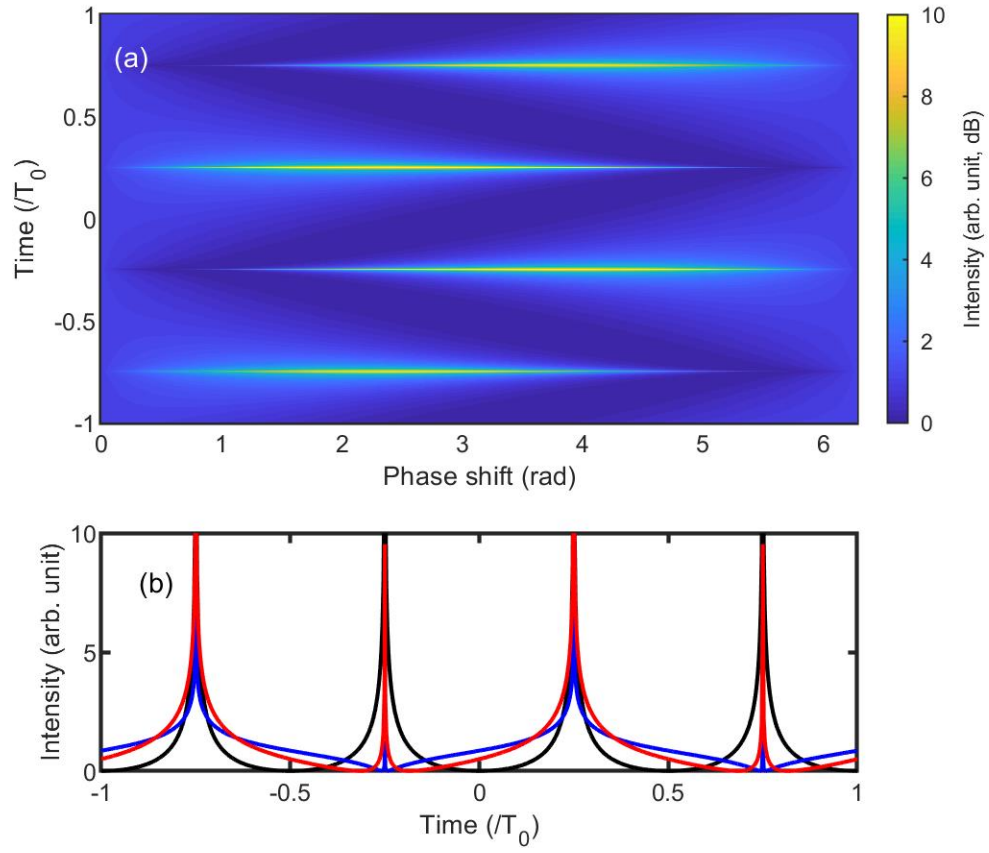 (a)
1
0.5
0
-0.5
-1
Time (/T0)
0 1 2 3 4 5 6
Phase shift (rad)
10
8
6
4
2
0
Intensity (arb. unit, dB)
(b)
10
5
0
Intensity (arb. unit)
-1 -0.5 0 0.5 1
Time (/T0)